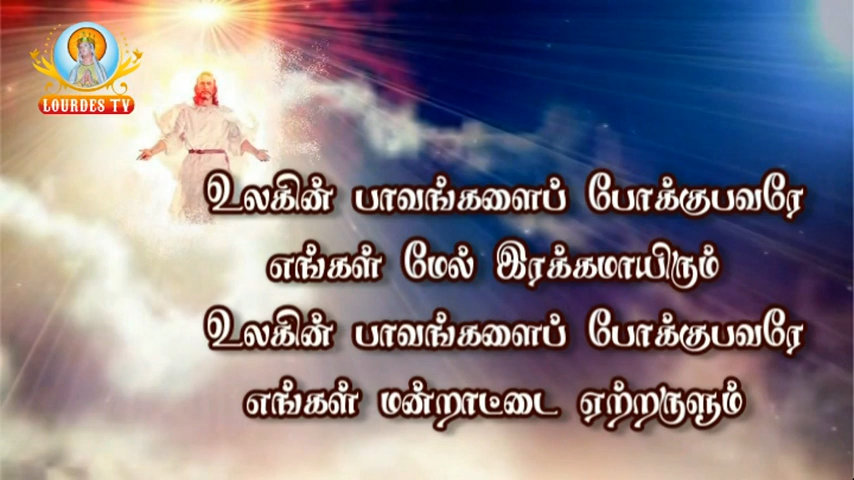 LOURDES TV
உலகின் பாவங்களைப் போக்குபவரே
எங்கள் மேல் இரக்கமாயிரும்
உலகின் பாவங்களைப் போக்குபவரே
எங்கள் மன்றாட்டை ஏற்றருளும்